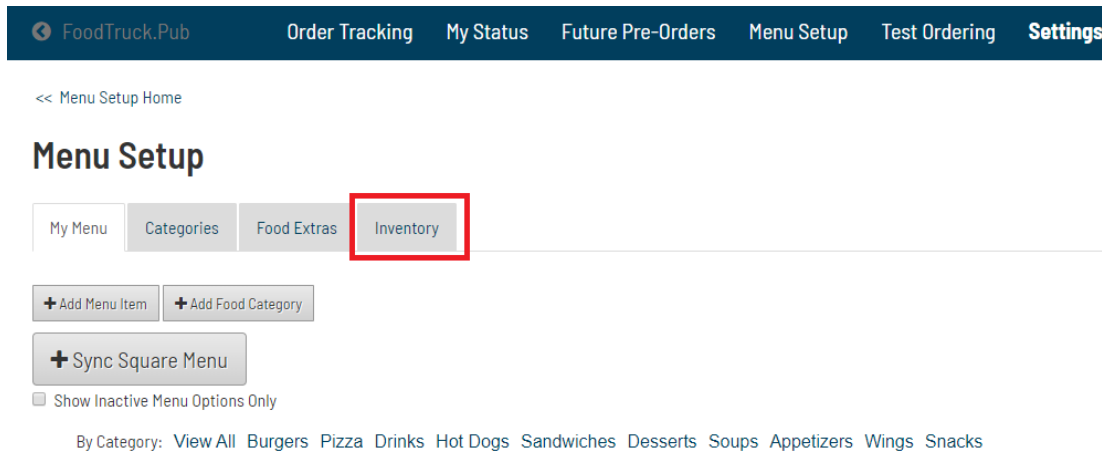 FoodTruck.Pub Order Tracking My Status Future Pre-Orders Menu Setup Test Ordering Settings
<< Menu Setup Home
Menu Setup
My Menu Categories Food Extras Inventory
+ Add Menu Item + Add Food Category
+ Sync Square Menu
Show Inactive Menu Options Only
By Category: View All Burgers Pizza Drinks Hot Dogs Sandwiches Desserts Soups Appetizers Wings Snacks